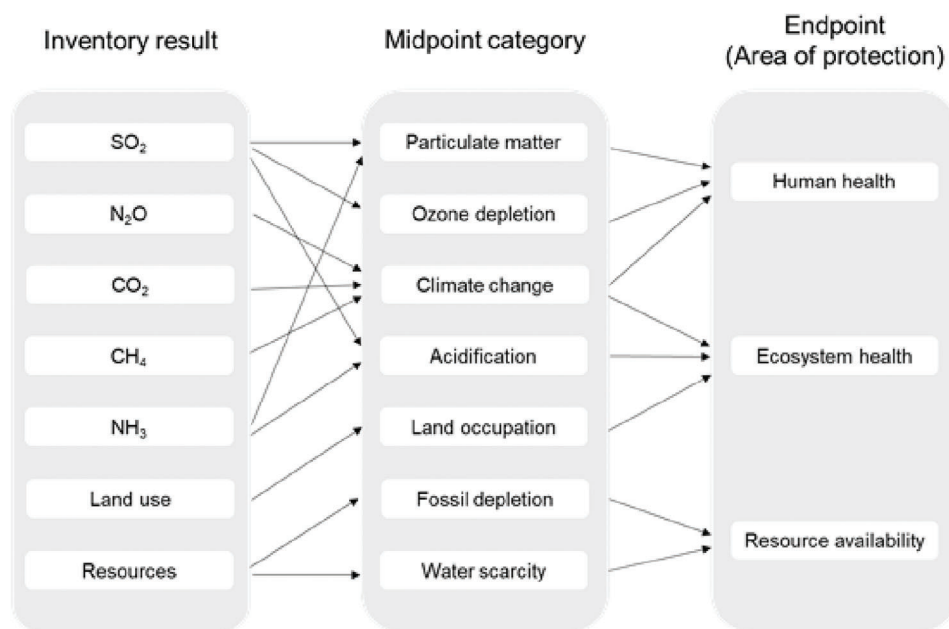 Inventory result
Midpoint category
Endpoint
(Area of protection)
SO₂
N₂O
CO₂
CH₄
NH₃
Land use
Resources
Particulate matter
Ozone depletion
Climate change
Acidification
Land occupation
Fossil depletion
Water scarcity
Human health
Ecosystem health
Resource availability